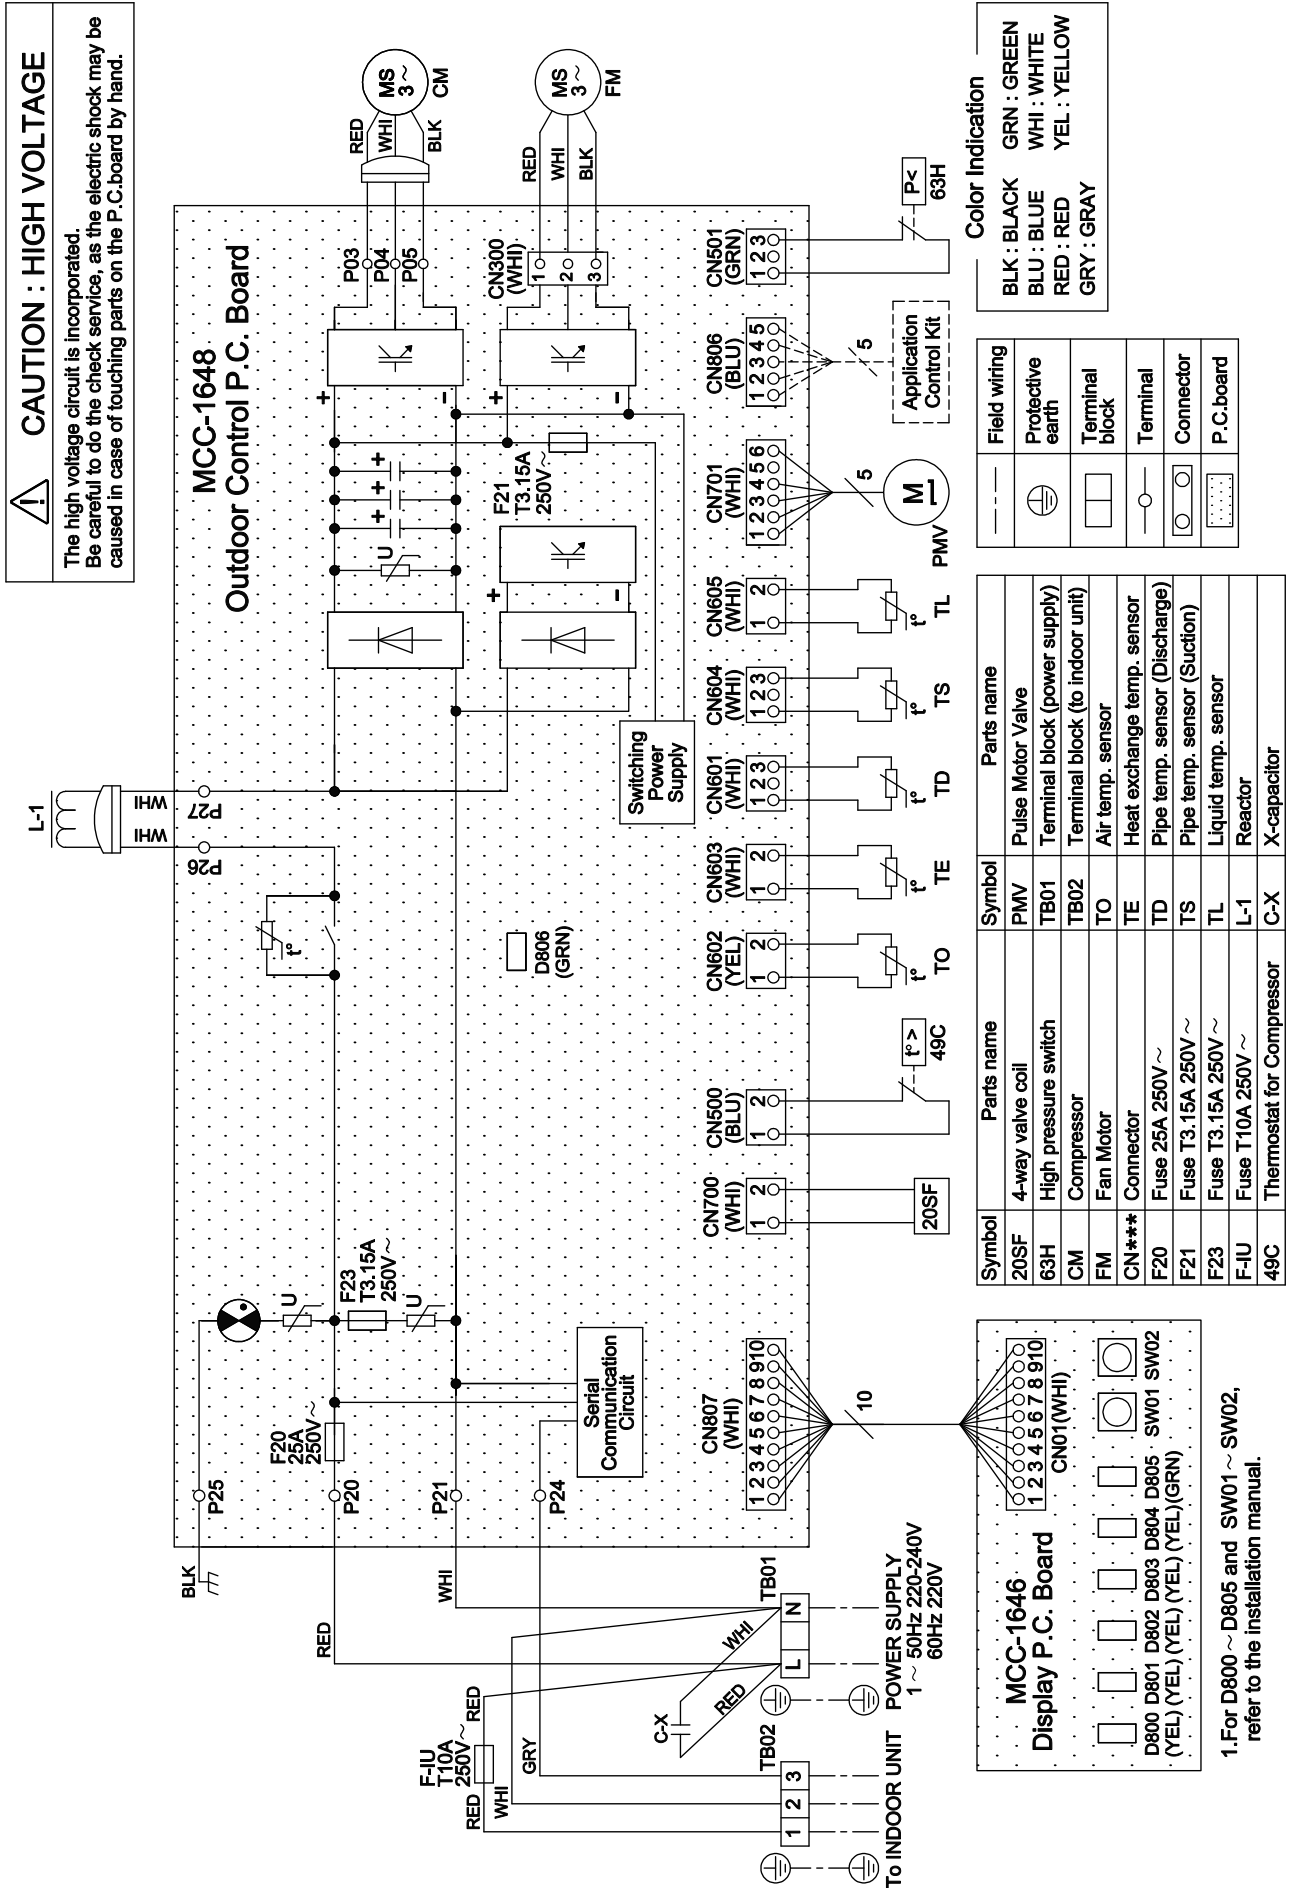 CAUTION : HIGH VOLTAGE
The high voltage circuit is incorporated.
Be careful to do the check service, as the electric shock may be
caused in case of touching parts on the P.C.board by hand.
MCC-1648
Outdoor Control P.C. Board
MS
3～
CM
RED
WHI
BLK
MS
3～
FM
RED
WHI
BLK
P03
P04
P05
CN300
(WHI)
1
2
3
+
-
+
-
+
+
+
U
F21
T3.15A
250V～
+
-
L-1
WHI
WHI
P27
P26
t°
Switching
Power
Supply
D806
(GRN)
P25
P20
P21
P24
F20
25A
250V～
U
F23
T3.15A
250V～
U
Serial
Communication
Circuit
BLK
RED
WHI
GRY
F-IU
T10A
250V～
RED
RED
WHI
C-X
WHI
RED
TB01
L
N
TB02
1
2
3
POWER SUPPLY
1～ 50Hz 220-240V
60Hz 220V
To INDOOR UNIT
CN807
(WHI)
1 2 3 4 5 6 7 8 9 10
10
CN700
(WHI)
1 2
20SF
CN500
(BLU)
1 2
t° >
49C
CN602
(YEL)
1 2
t°
TO
CN603
(WHI)
1 2
t°
TE
CN601
(WHI)
1 2 3
t°
TD
CN604
(WHI)
1 2 3
t°
TS
CN605
(WHI)
1 2
t°
TL
CN701
(WHI)
1 2 3 4 5 6
5
M
PMV
CN806
(BLU)
1 2 3 4 5
5
Application
Control Kit
CN501
(GRN)
1 2 3
P<
63H
MCC-1646
Display P.C. Board
1 2 3 4 5 6 7 8 9 10
CN01(WHI)
D800 D801 D802 D803 D804 D805 SW01 SW02
(YEL) (YEL) (YEL) (YEL) (YEL)(GRN)
1.For D800～D805 and SW01～SW02,
refer to the installation manual.
Symbol Parts name Symbol Parts name
20SF 4-way valve coil PMV Pulse Motor Valve
63H High pressure switch TB01 Terminal block (power supply)
CM Compressor TB02 Terminal block (to indoor unit)
FM Fan Motor TO Air temp. sensor
CN*** Connector TE Heat exchange temp. sensor
F20 Fuse 25A 250V～ TD Pipe temp. sensor (Discharge)
F21 Fuse T3.15A 250V～ TS Pipe temp. sensor (Suction)
F23 Fuse T3.15A 250V～ TL Liquid temp. sensor
F-IU Fuse T10A 250V～ L-1 Reactor
49C Thermostat for Compressor C-X X-capacitor
Field wiring
Protective
earth
Terminal
block
Terminal
Connector
P.C.board
Color Indication
BLK : BLACK GRN : GREEN
BLU : BLUE WHI : WHITE
RED : RED YEL : YELLOW
GRY : GRAY